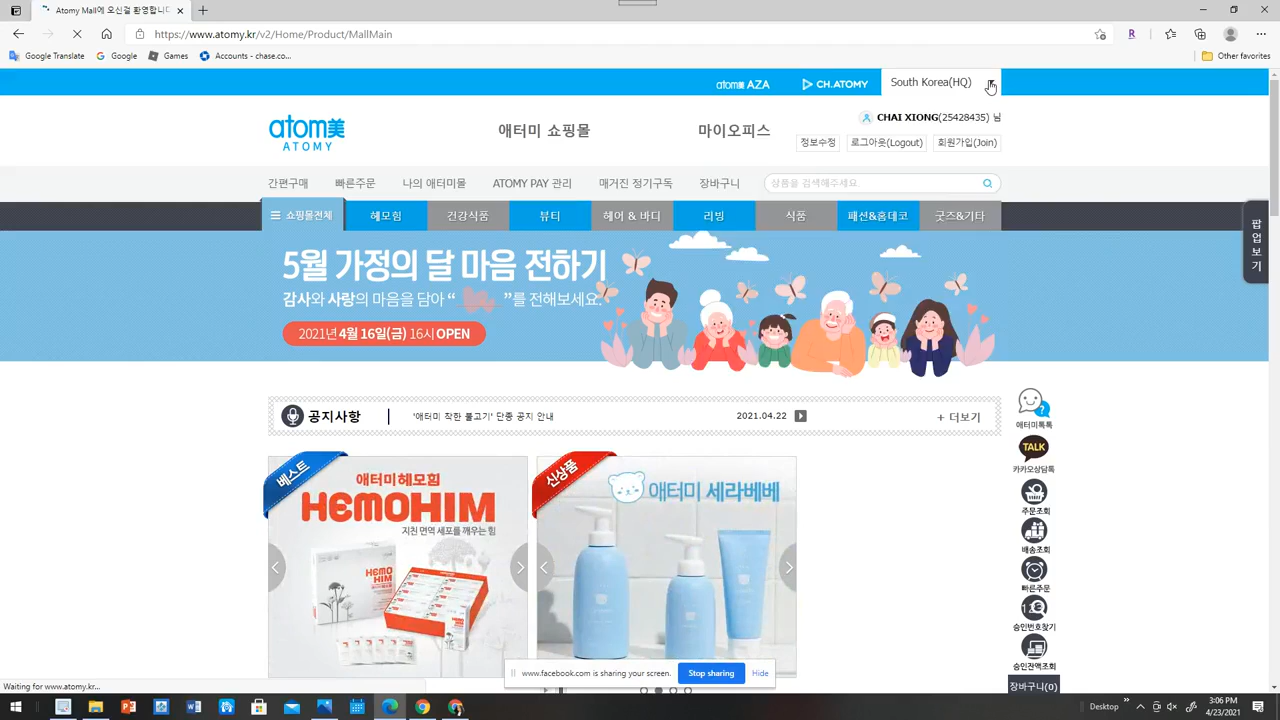 Atomy Mall에 오신걸 환영합니다
https://www.atomy.kr/v2/Home/Product/MallMain
Google Translate
Google
Games
Accounts - chase.co...
Other favorites
atom美 AZA
CH.ATOMY
South Korea(HQ)
atom美
ATOMY
애터미 쇼핑몰
마이오피스
CHAI XIONG(25428435) 님
정보수정
로그아웃(Logout)
회원가입(Join)
간편구매
빠른주문
나의 애터미몰
ATOMY PAY 관리
매거진 정기구독
장바구니
상품을 검색해주세요.
쇼핑몰전체
헤모힘
건강식품
뷰티
헤어 & 바디
리빙
식품
패션&홈데코
굿즈&기타
팝업보기
5월 가정의 달 마음 전하기
감사와 사랑의 마음을 담아 “ ”를 전해보세요.
2021년 4월 16일(금) 16시 OPEN
공지사항
'애터미 착한 불고기' 단종 공지 안내
2021.04.22
+ 더보기
애터미톡톡
TALK
카카오상담톡
주문조회
배송조회
빠른주문
승인번호찾기
승인잔액조회
장바구니(0)
베스트
애터미헤모힘
HEMOHIM
지친 면역 세포를 깨우는 힘
HEMO
HIM
신상품
애터미 세라베베
www.facebook.com is sharing your screen.
Stop sharing
Hide
Waiting for www.atomy.kr...
Desktop
3:06 PM
4/23/2021